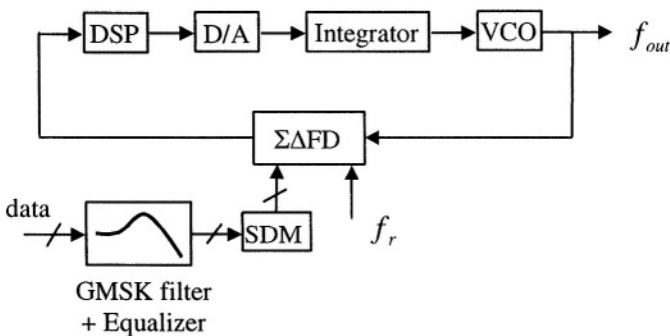 DSP
D/A
Integrator
VCO
f_out
ΣΔFD
data
SDM
f_r
GMSK filter
+ Equalizer